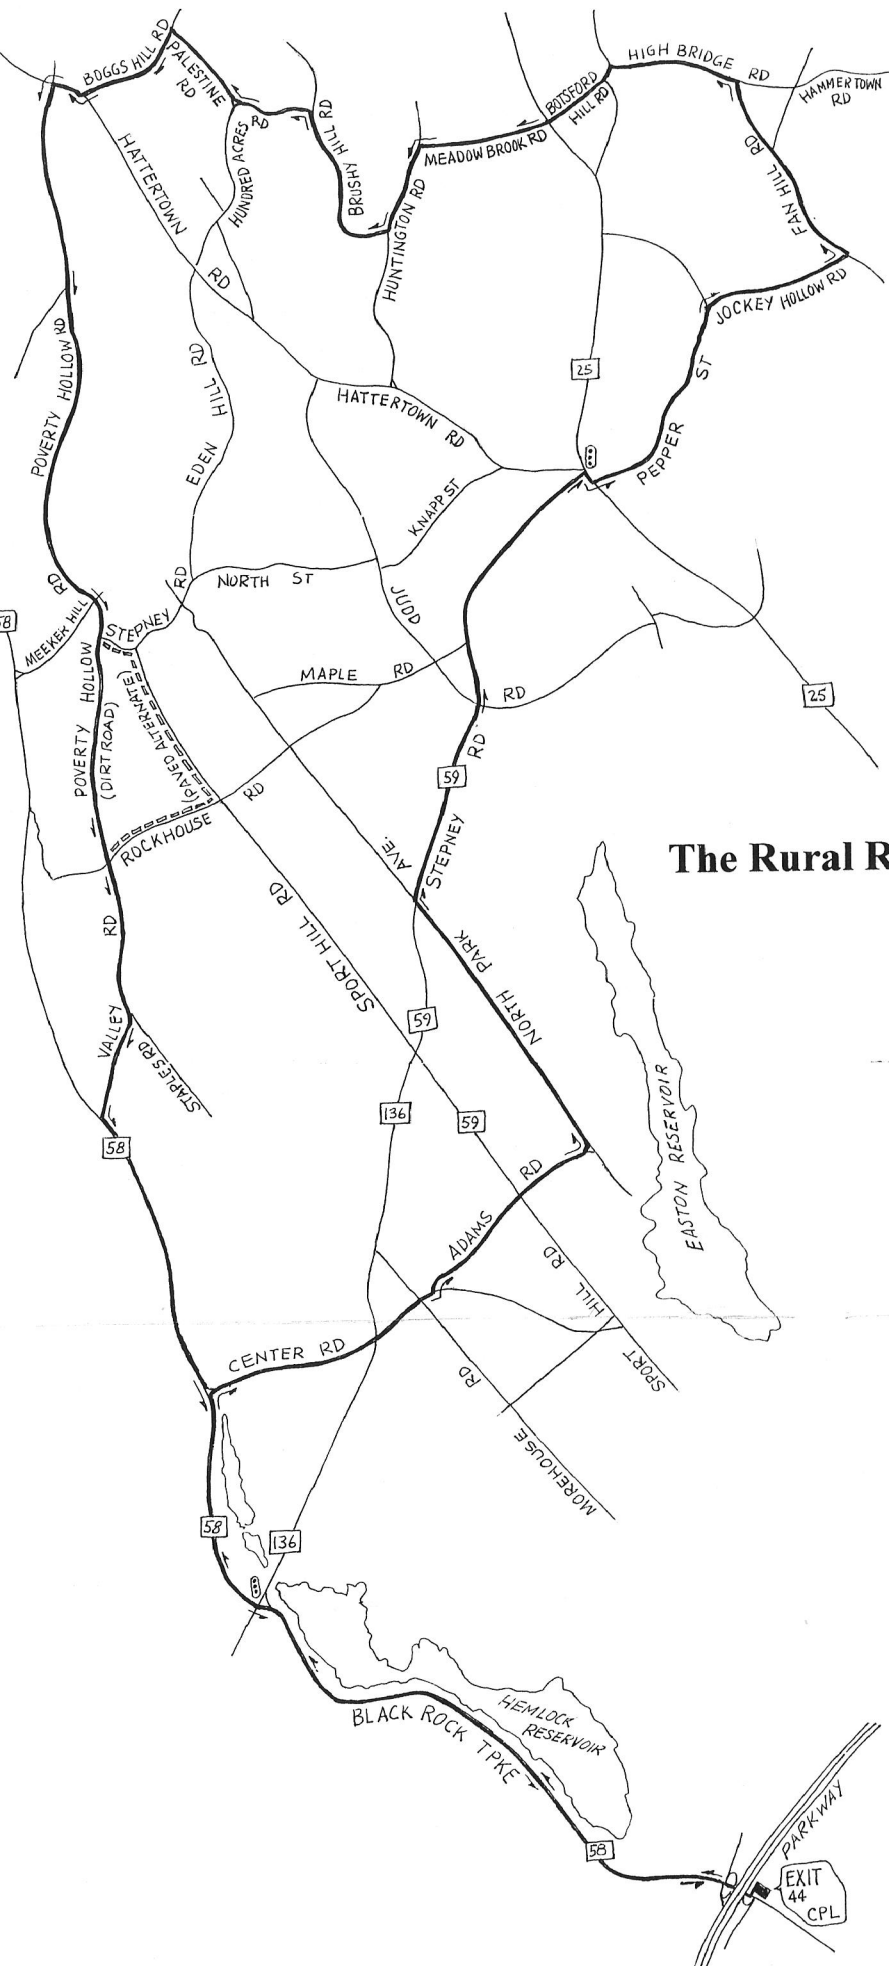 BOGGS HILL RD
PALESTINE
RD
HIGH BRIDGE RD
HAMMERTOWN
RD
BOTSFORD
HILL RD
MEADOW BROOK RD
HATTERTOWN
RD
HUNDRED ACRES
RD
BRUSHY HILL RD
HUNTINGTON RD
FAN HILL RD
JOCKEY HOLLOW RD
POVERTY HOLLOW RD
EDEN HILL RD
25
PEPPER ST
HATTERTOWN RD
KNAPP ST
NORTH ST
JUDD
RD
RD
58
MEEKER HILL
STEPNEY
RD
MAPLE RD
25
POVERTY HOLLOW
(DIRT ROAD)
(PAVED ALTERNATE)
ROCKHOUSE
RD
59
STEPNEY RD
The Rural R
AVE.
PARK
NORTH
SPORT HILL RD
RD
VALLEY
STAPLES RD
59
136
59
58
EASTON RESERVOIR
ADAMS RD
CENTER RD
SPORT HILL RD
MOREHOUSE RD
58
136
HEMLOCK
RESERVOIR
BLACK ROCK TPKE
58
PARKWAY
EXIT
44
CPL